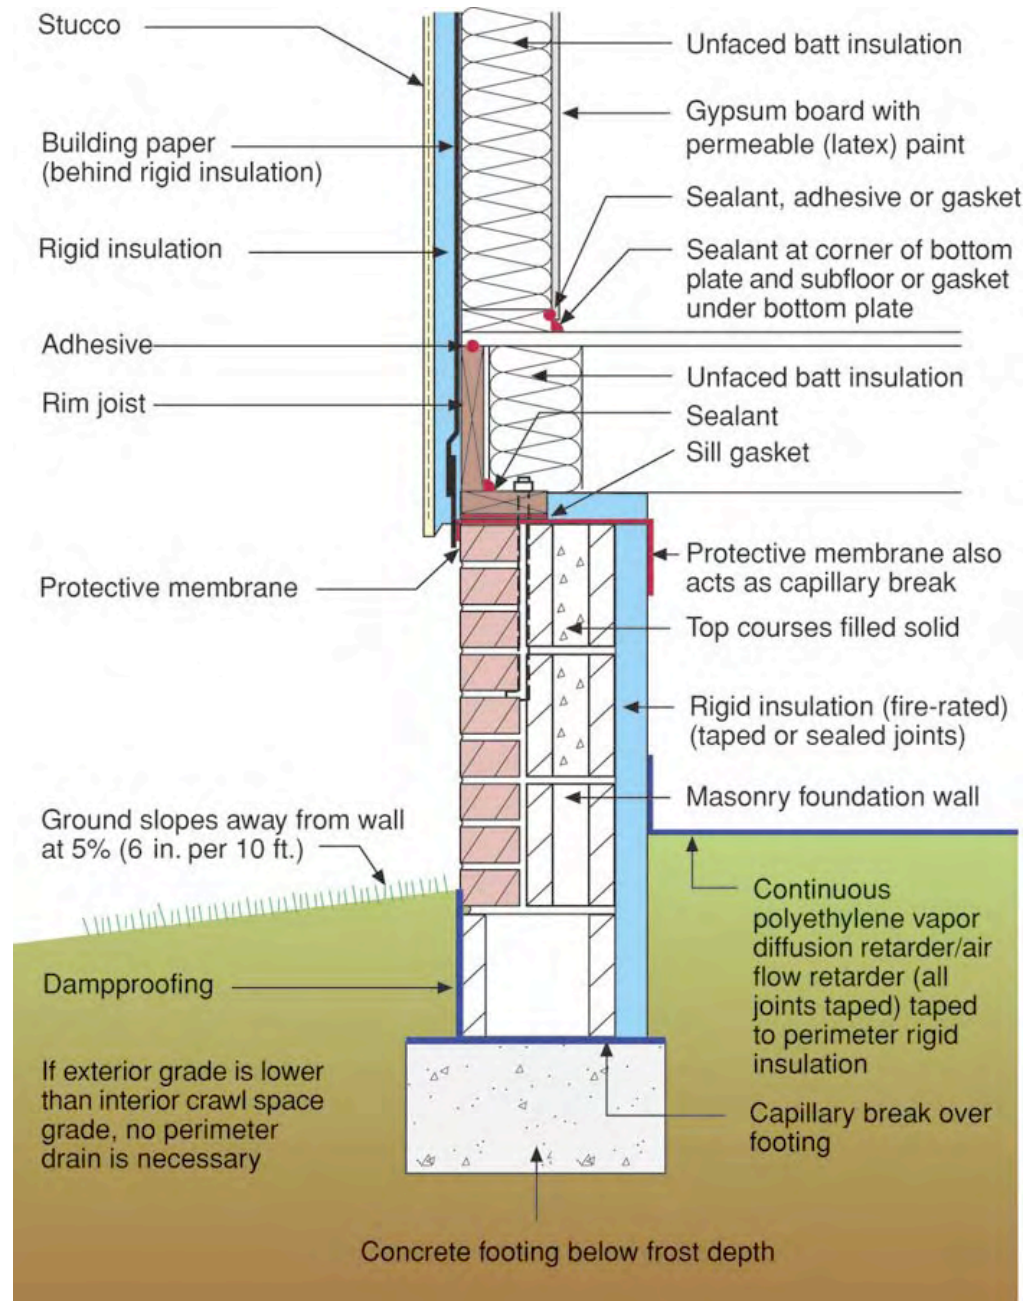 Stucco
Building paper
(behind rigid insulation)
Rigid insulation
Adhesive
Rim joist
Protective membrane
Ground slopes away from wall
at 5% (6 in. per 10 ft.)
Dampproofing
If exterior grade is lower
than interior crawl space
grade, no perimeter
drain is necessary
Unfaced batt insulation
Gypsum board with
permeable (latex) paint
Sealant, adhesive or gasket
Sealant at corner of bottom
plate and subfloor or gasket
under bottom plate
Unfaced batt insulation
Sealant
Sill gasket
Protective membrane also
acts as capillary break
Top courses filled solid
Rigid insulation (fire-rated)
(taped or sealed joints)
Masonry foundation wall
Continuous
polyethylene vapor
diffusion retarder/air
flow retarder (all
joints taped) taped
to perimeter rigid
insulation
Capillary break over
footing
Concrete footing below frost depth